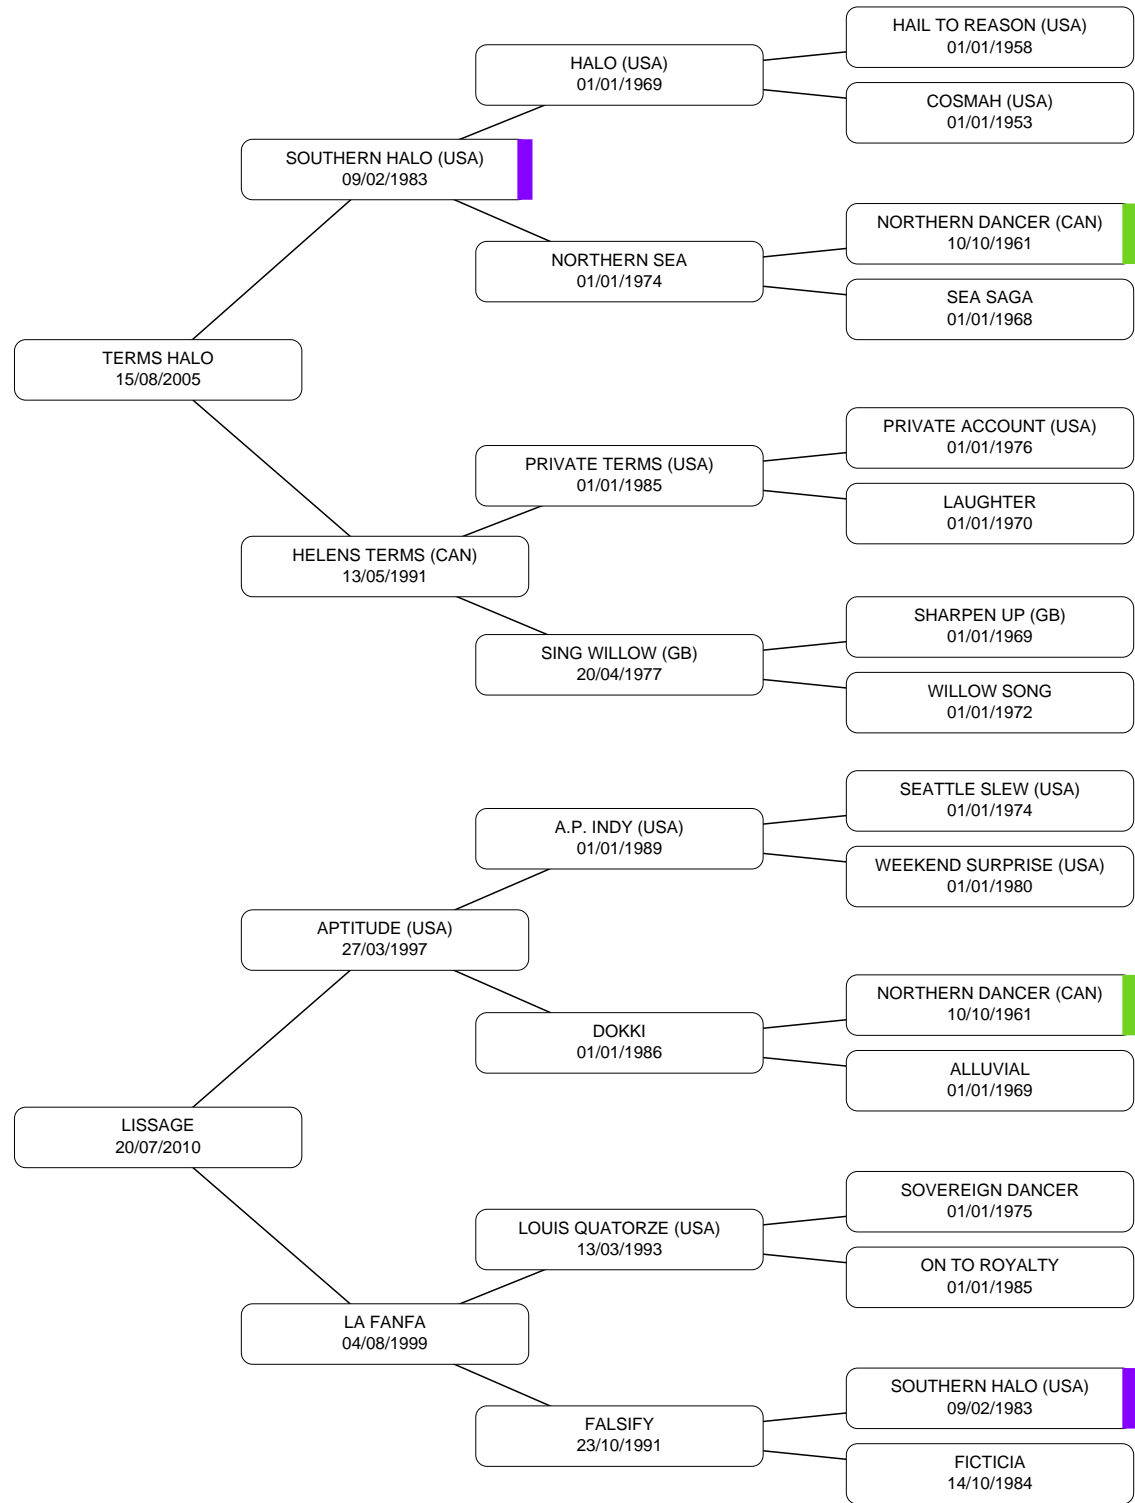 HAIL TO REASON (USA)
01/01/1958
HALO (USA)
01/01/1969
COSMAH (USA)
01/01/1953
SOUTHERN HALO (USA)
09/02/1983
NORTHERN DANCER (CAN)
10/10/1961
NORTHERN SEA
01/01/1974
SEA SAGA
01/01/1968
TERMS HALO
15/08/2005
PRIVATE ACCOUNT (USA)
01/01/1976
PRIVATE TERMS (USA)
01/01/1985
LAUGHTER
01/01/1970
HELENS TERMS (CAN)
13/05/1991
SHARPEN UP (GB)
01/01/1969
SING WILLOW (GB)
20/04/1977
WILLOW SONG
01/01/1972
SEATTLE SLEW (USA)
01/01/1974
A.P. INDY (USA)
01/01/1989
WEEKEND SURPRISE (USA)
01/01/1980
APTITUDE (USA)
27/03/1997
NORTHERN DANCER (CAN)
10/10/1961
DOKKI
01/01/1986
ALLUVIAL
01/01/1969
LISSAGE
20/07/2010
SOVEREIGN DANCER
01/01/1975
LOUIS QUATORZE (USA)
13/03/1993
ON TO ROYALTY
01/01/1985
LA FANFA
04/08/1999
SOUTHERN HALO (USA)
09/02/1983
FALSIFY
23/10/1991
FICTICIA
14/10/1984